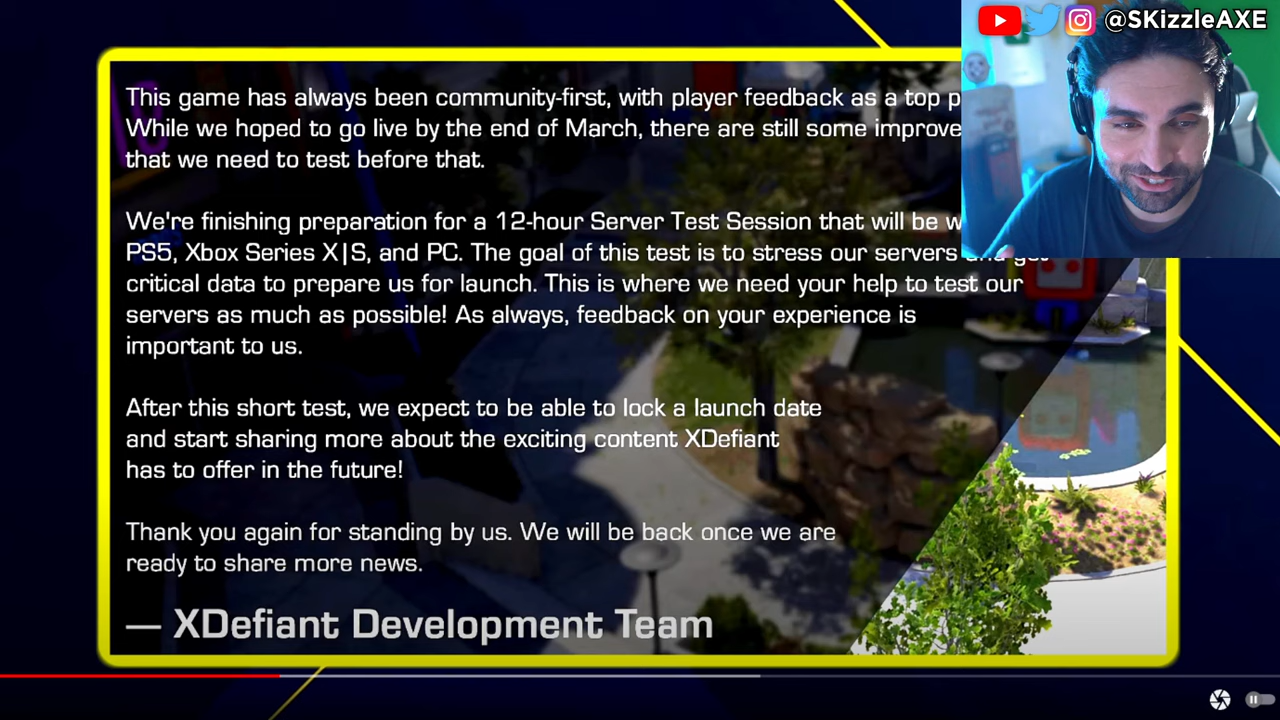 @SKizzleAXE
This game has always been community-first, with player feedback as a top
While we hoped to go live by the end of March, there are still some
that we need to test before that.
We're finishing preparation for a 12-hour Server Test Session that will be
PS5, Xbox Series X|S, and PC. The goal of this test is to stress our servers
critical data to prepare us for launch. This is where we need your help to test our
servers as much as possible! As always, feedback on your experience is
important to us.
After this short test, we expect to be able to lock a launch date
and start sharing more about the exciting content XDefiant
has to offer in the future!
Thank you again for standing by us. We will be back once we are
ready to share more news.
— XDefiant Development Team